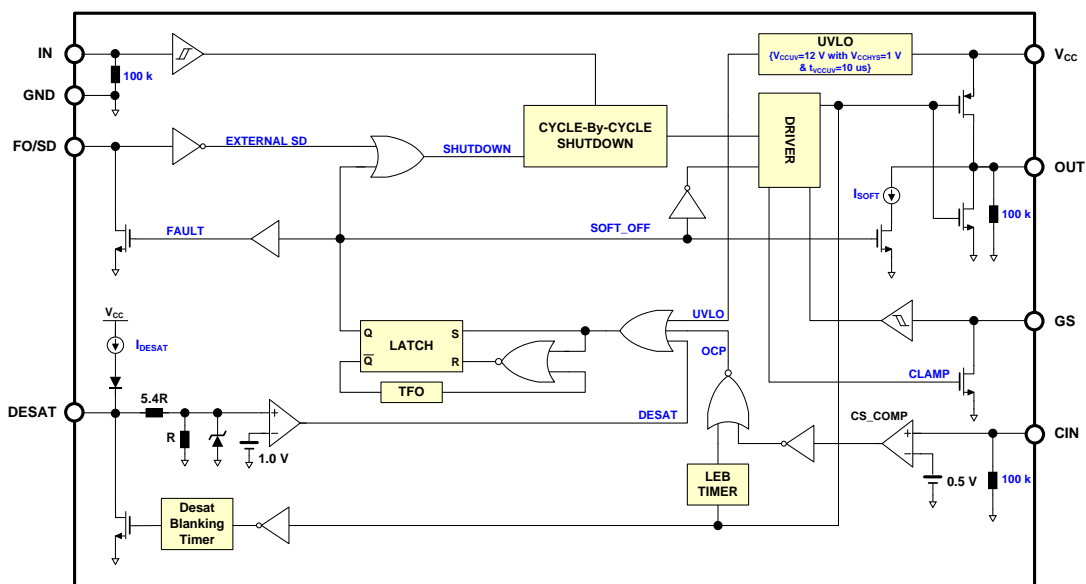 IN
100 k
GND
FO/SD
EXTERNAL SD
SHUTDOWN
CYCLE-By-CYCLE
SHUTDOWN
UVLO
{VCCUV=12 V with VCCHYS=1 V
& tVCCUV=10 us}
VCC
DRIVER
OUT
ISOFT
100 k
FAULT
SOFT_OFF
VCC
IDESAT
Q
S
LATCH
Q
R
TFO
UVLO
OCP
GS
CLAMP
DESAT
5.4R
R
1.0 V
DESAT
CS_COMP
CIN
0.5 V
100 k
LEB
TIMER
Desat
Blanking
Timer